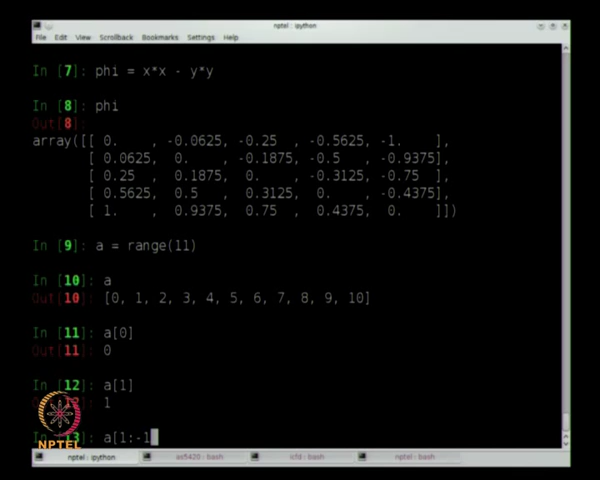 nptel : ipython
File Edit View Scrollback Bookmarks Settings Help
In [7]: phi = x*x - y*y
In [8]: phi
Out[8]:
array([[ 0. , -0.0625, -0.25 , -0.5625, -1. ],
[ 0.0625, 0. , -0.1875, -0.5 , -0.9375],
[ 0.25 , 0.1875, 0. , -0.3125, -0.75 ],
[ 0.5625, 0.5 , 0.3125, 0. , -0.4375],
[ 1. , 0.9375, 0.75 , 0.4375, 0. ]])
In [9]: a = range(11)
In [10]: a
Out[10]: [0, 1, 2, 3, 4, 5, 6, 7, 8, 9, 10]
In [11]: a[0]
Out[11]: 0
In [12]: a[1]
12]: 1
In [13]: a[1:-1
NPTEL
nptel : ipython as5420 : bash icfd : bash nptel : bash